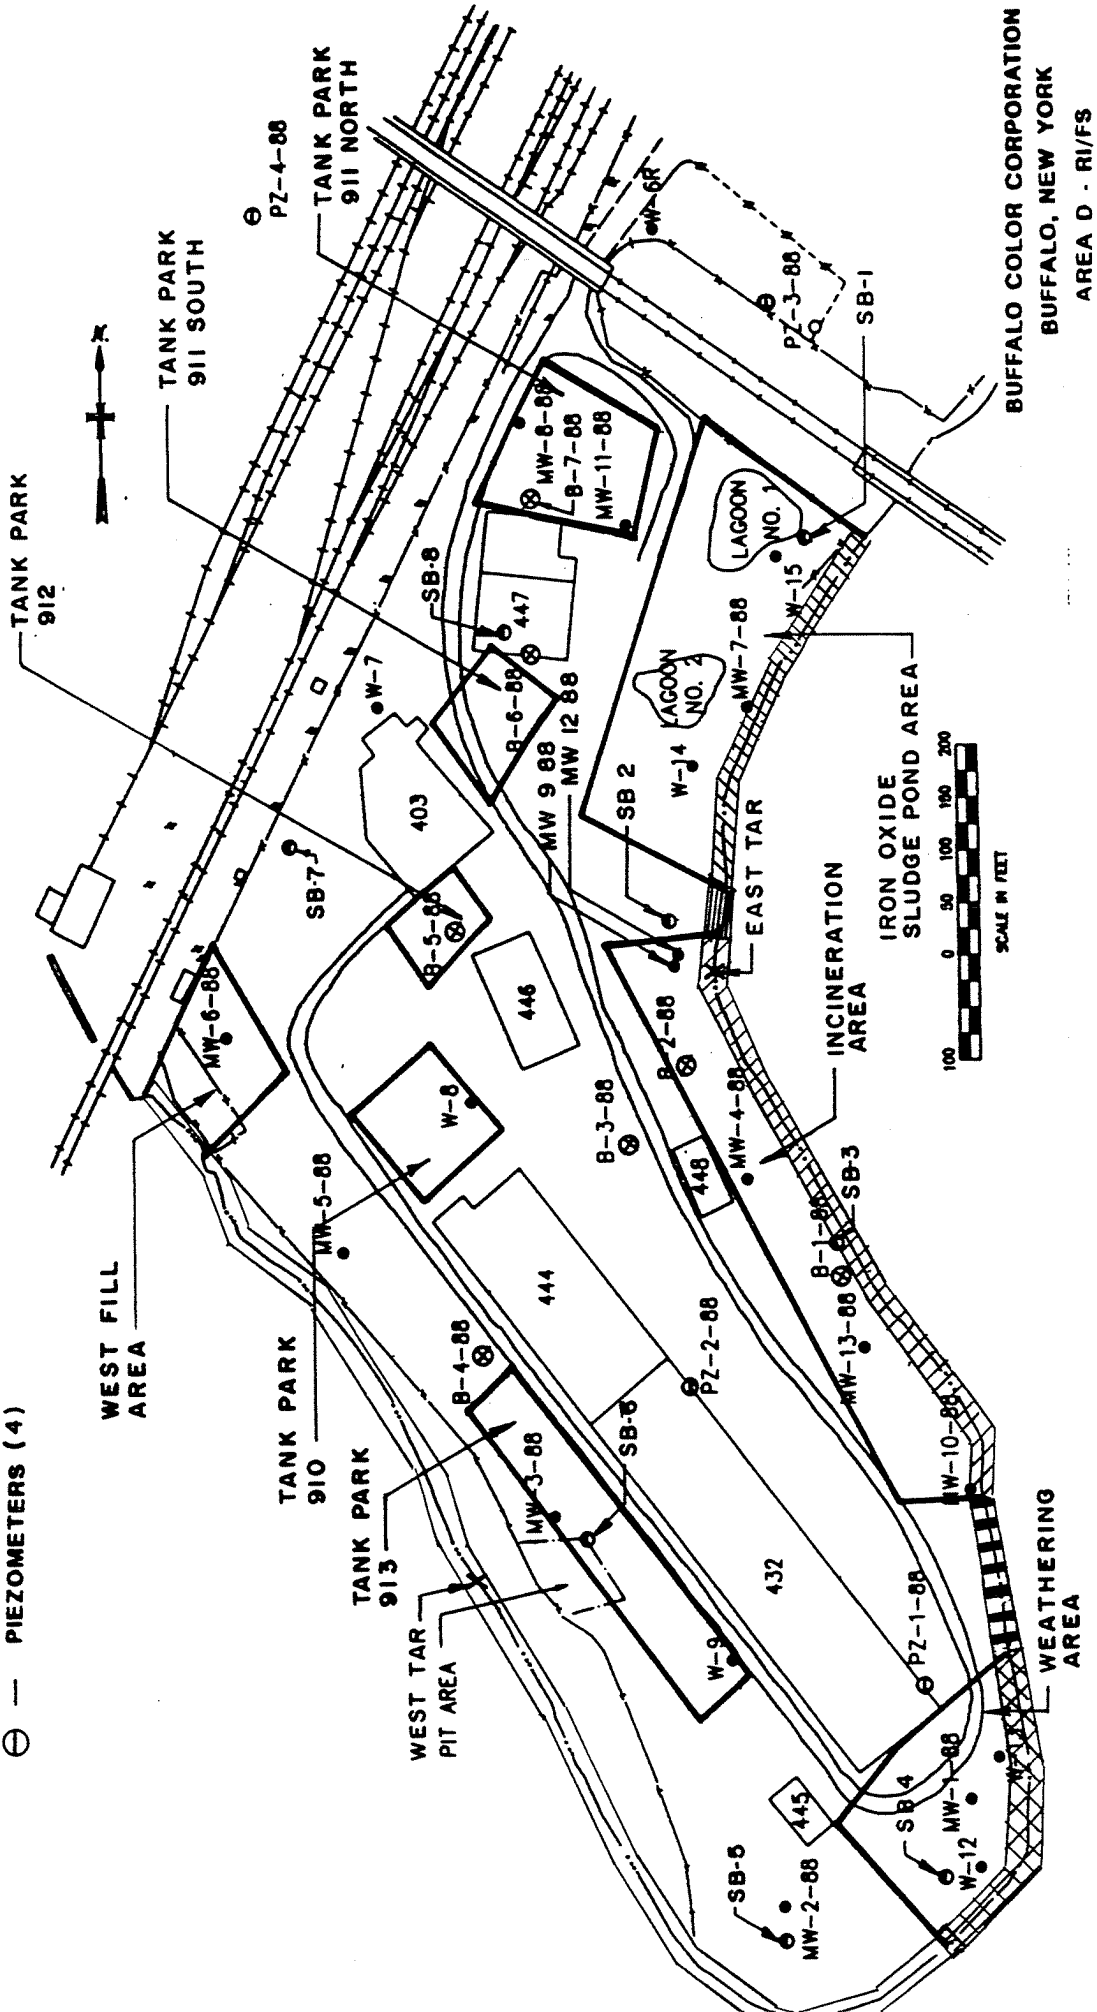 ⊖ — PIEZOMETERS (4)
TANK PARK
912
TANK PARK
911 SOUTH
PZ-4-88
TANK PARK
911 NORTH
WEST FILL
AREA
MW-6-88
SB-7
W-7
403
SB-8
447
MW-8-88
B-7-88
MW-11-88
W-6R
PZ-3-88
SB-1
TANK PARK
910
MW-5-88
W-8
B-5-88
446
B-6-88
MW 9 88
MW 12 88
SB 2
LAGOON
NO. 1
LAGOON
NO. 2
W-15
W-14
MW-7-88
EAST TAR
IRON OXIDE
SLUDGE POND AREA
INCINERATION
AREA
TANK PARK
913
B-4-88
444
B-3-88
B-2-88
448
MW-4-88
B-1-88
SB-3
MW-13-88
MW-10-88
WEST TAR
PIT AREA
MW-3-88
SB-6
PZ-2-88
432
W-9
PZ-1-88
WEATHERING
AREA
445
SB-5
MW-2-88
SB 4
W-12
MW-1-88
100 0 50 100 150 200
SCALE IN FEET
BUFFALO COLOR CORPORATION
BUFFALO, NEW YORK
AREA D - RI/FS